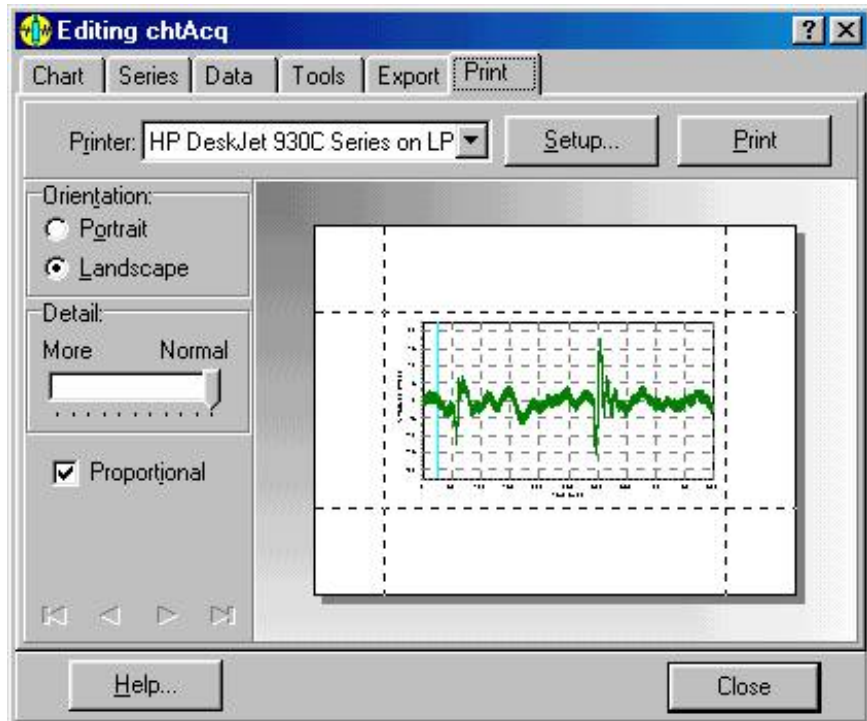 Editing chtAcq
Chart Series Data Tools Export Print
Printer: HP DeskJet 930C Series on LP Setup... Print
Orientation:
Portrait
Landscape
Detail:
More Normal
Proportional
Help... Close